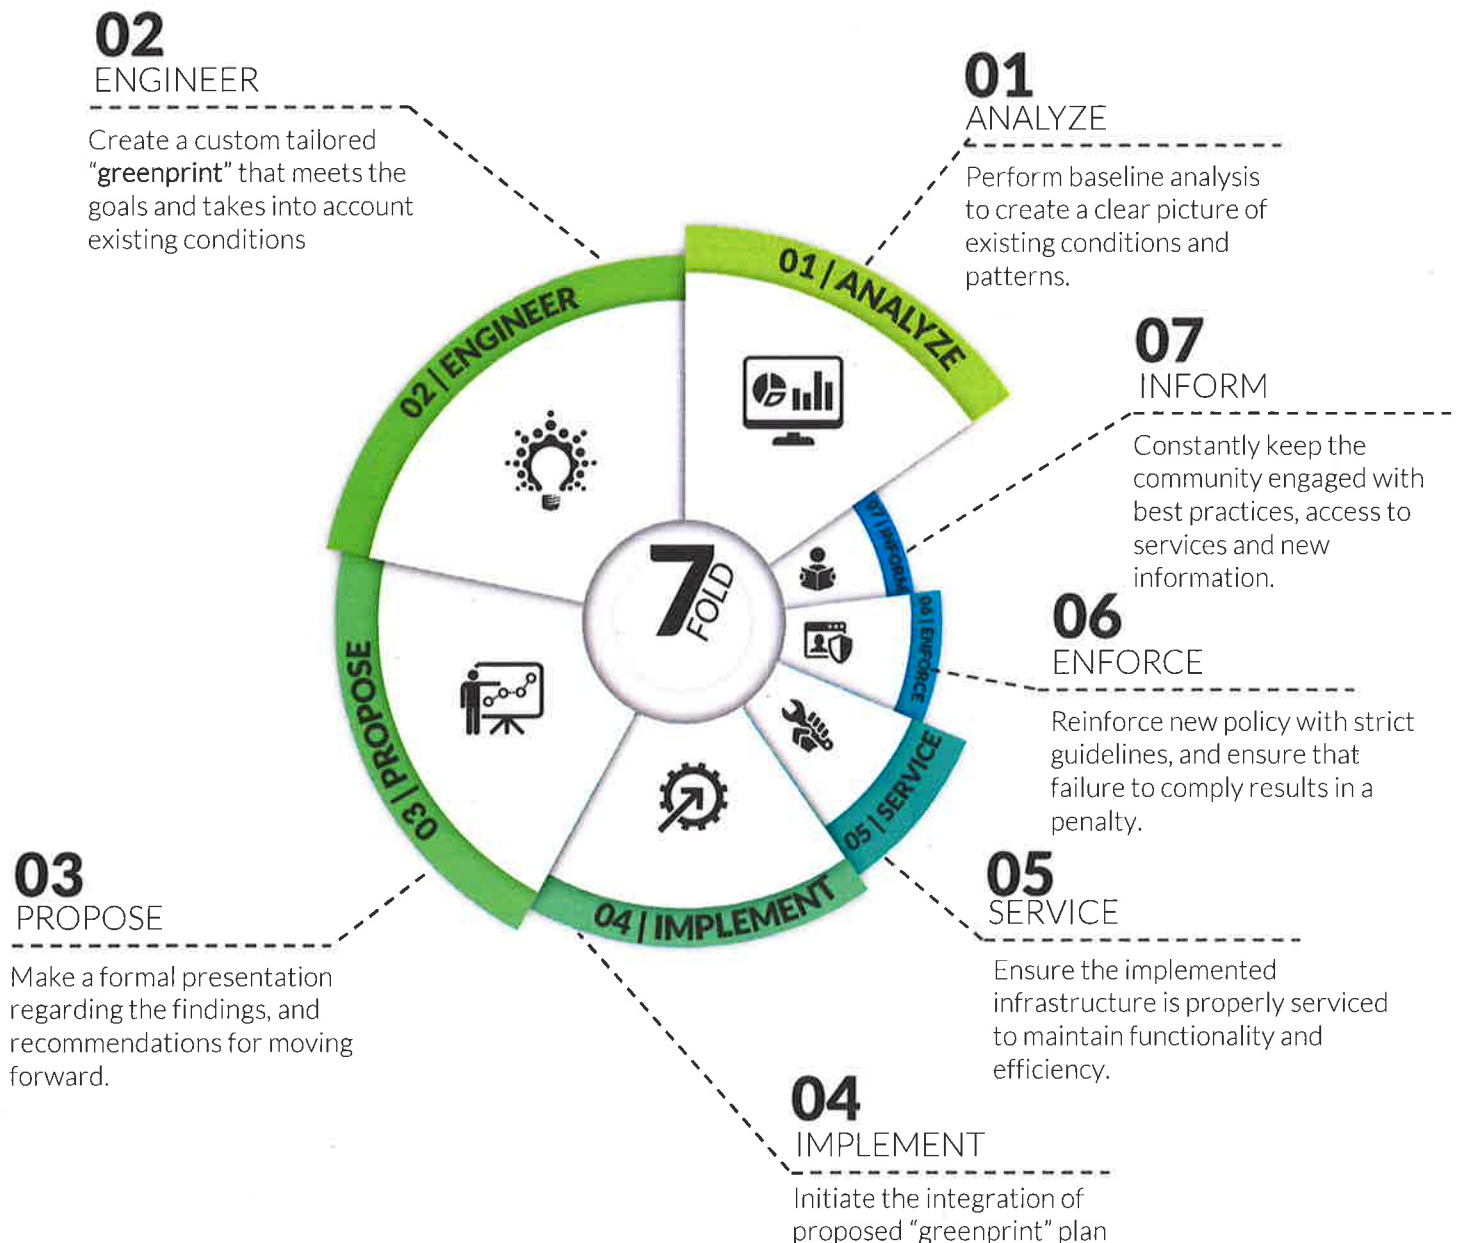 02
ENGINEER
Create a custom tailored
“greenprint” that meets the
goals and takes into account
existing conditions
01
ANALYZE
Perform baseline analysis
to create a clear picture of
existing conditions and
patterns.
07
INFORM
Constantly keep the
community engaged with
best practices, access to
services and new
information.
06
ENFORCE
Reinforce new policy with strict
guidelines, and ensure that
failure to comply results in a
penalty.
05
SERVICE
Ensure the implemented
infrastructure is properly serviced
to maintain functionality and
efficiency.
04
IMPLEMENT
Initiate the integration of
proposed “greenprint” plan
03
PROPOSE
Make a formal presentation
regarding the findings, and
recommendations for moving
forward.
01 | ANALYZE
02 | ENGINEER
03 | PROPOSE
04 | IMPLEMENT
05 | SERVICE
06 | ENFORCE
07 | INFORM
7
FOLD